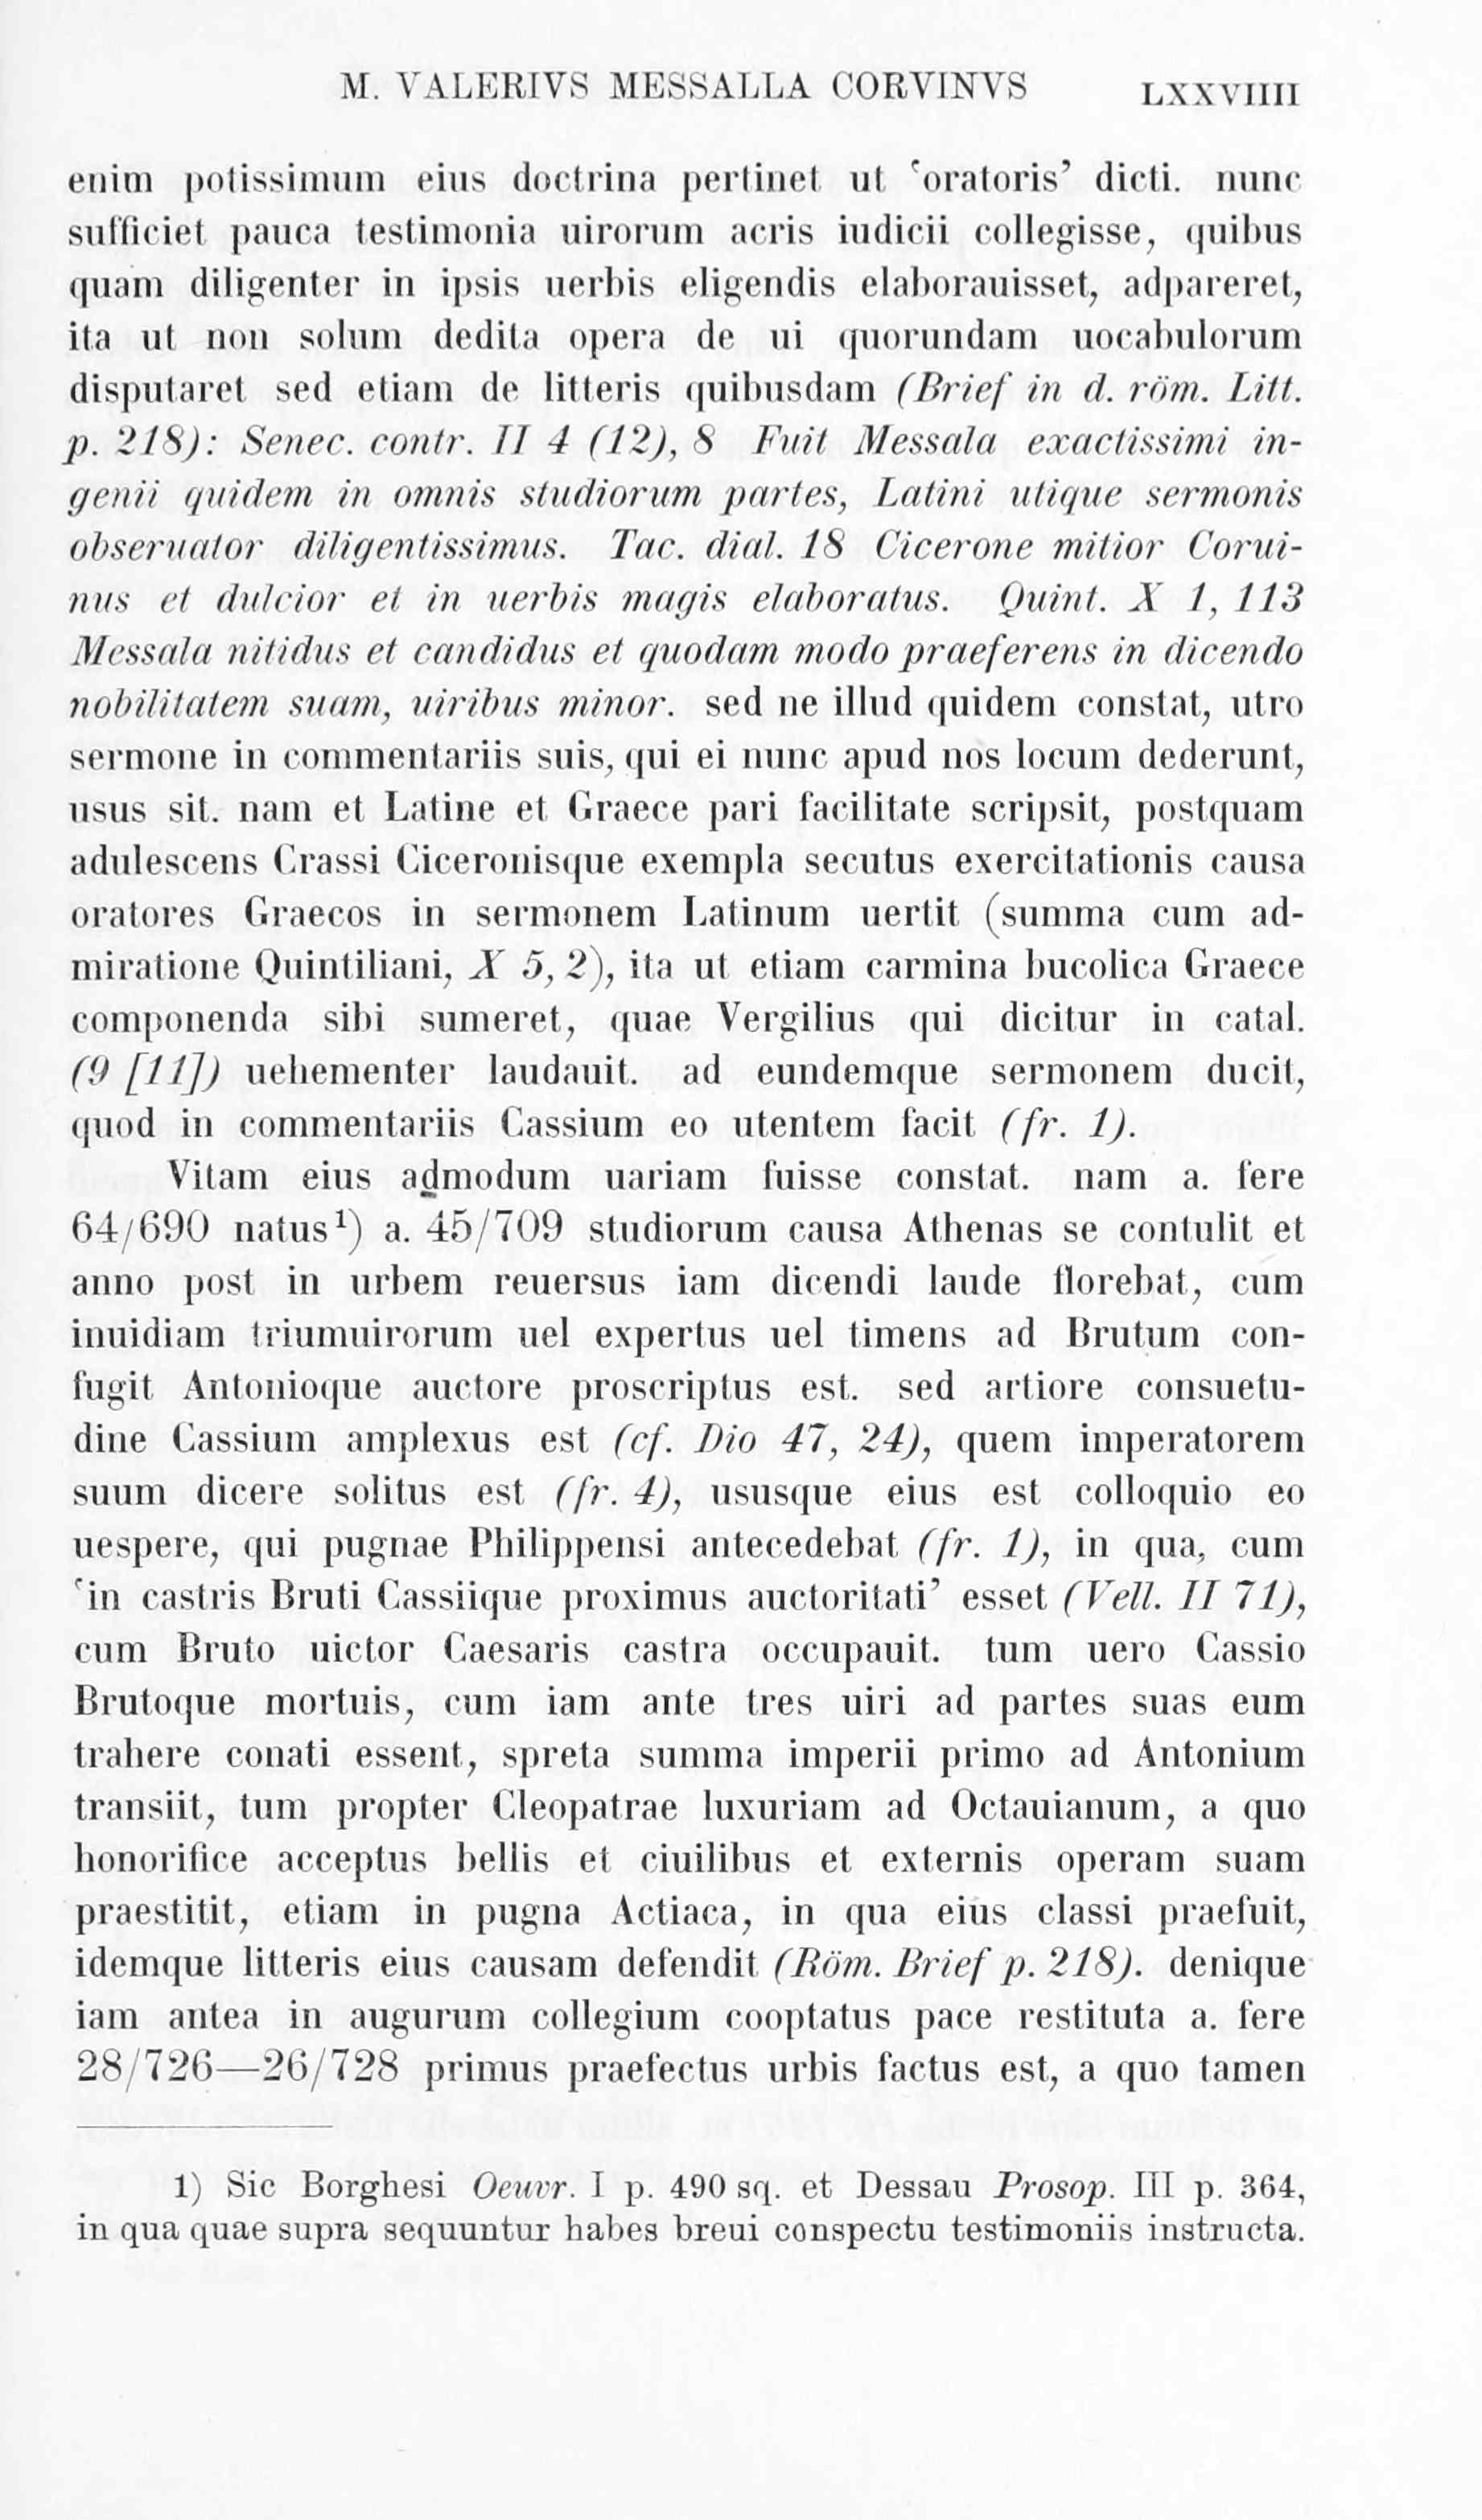 M. VALERIVS MESSALLA CORVINVS LXXVIIII
enim potissimum eius doctrina pertinet ut ‘oratoris’ dicti. nunc
sufficiet pauca testimonia uirorum acris iudicii collegisse, quibus
quam diligenter in ipsis uerbis eligendis elaborauisset, adpareret,
ita ut non solum dedita opera de ui quorundam uocabulorum
disputaret sed etiam de litteris quibusdam (Brief in d. röm. Litt.
p. 218): Senec. contr. II 4 (12), 8 Fuit Messala exactissimi in-
genii quidem in omnis studiorum partes, Latini utique sermonis
obseruator diligentissimus. Tac. dial. 18 Cicerone mitior Corui-
nus et dulcior et in uerbis magis elaboratus. Quint. X 1, 113
Messala nitidus et candidus et quodam modo praeferens in dicendo
nobilitatem suam, uiribus minor. sed ne illud quidem constat, utro
sermone in commentariis suis, qui ei nunc apud nos locum dederunt,
usus sit. nam et Latine et Graece pari facilitate scripsit, postquam
adulescens Crassi Ciceronisque exempla secutus exercitationis causa
oratores Graecos in sermonem Latinum uertit (summa cum ad-
miratione Quintiliani, X 5, 2), ita ut etiam carmina bucolica Graece
componenda sibi sumeret, quae Vergilius qui dicitur in catal.
(9 [11]) uehementer laudauit. ad eundemque sermonem ducit,
quod in commentariis Cassium eo utentem facit (fr. 1).
Vitam eius admodum uariam fuisse constat. nam a. fere
64/690 natus¹) a. 45/709 studiorum causa Athenas se contulit et
anno post in urbem reuersus iam dicendi laude florebat, cum
inuidiam triumuirorum uel expertus uel timens ad Brutum con-
fugit Antonioque auctore proscriptus est. sed artiore consuetu-
dine Cassium amplexus est (cf. Dio 47, 24), quem imperatorem
suum dicere solitus est (fr. 4), ususque eius est colloquio eo
uespere, qui pugnae Philippensi antecedebat (fr. 1), in qua, cum
‘in castris Bruti Cassiique proximus auctoritati’ esset (Vell. II 71),
cum Bruto uictor Caesaris castra occupauit. tum uero Cassio
Brutoque mortuis, cum iam ante tres uiri ad partes suas eum
trahere conati essent, spreta summa imperii primo ad Antonium
transiit, tum propter Cleopatrae luxuriam ad Octauianum, a quo
honorifice acceptus bellis et ciuilibus et externis operam suam
praestitit, etiam in pugna Actiaca, in qua eius classi praefuit,
idemque litteris eius causam defendit (Röm. Brief p. 218). denique
iam antea in augurum collegium cooptatus pace restituta a. fere
28/726—26/728 primus praefectus urbis factus est, a quo tamen
1) Sic Borghesi Oeuvr. I p. 490 sq. et Dessau Prosop. III p. 364,
in qua quae supra sequuntur habes breui conspectu testimoniis instructa.